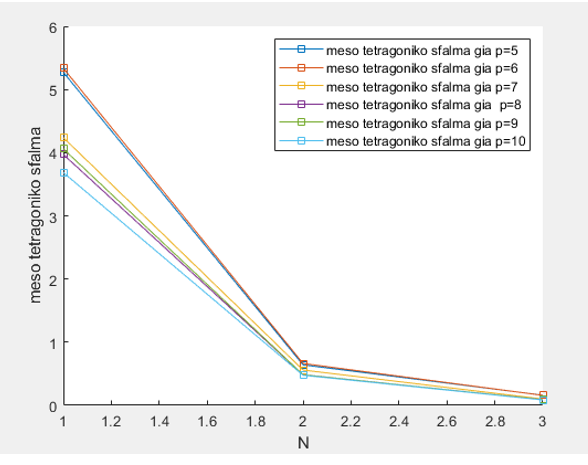 6
5
4
3
2
1
0
meso tetragoniko sfalma
meso tetragoniko sfalma gia p=5
meso tetragoniko sfalma gia p=6
meso tetragoniko sfalma gia p=7
meso tetragoniko sfalma gia  p=8
meso tetragoniko sfalma gia p=9
meso tetragoniko sfalma gia p=10
1 1.2 1.4 1.6 1.8 2 2.2 2.4 2.6 2.8 3
N